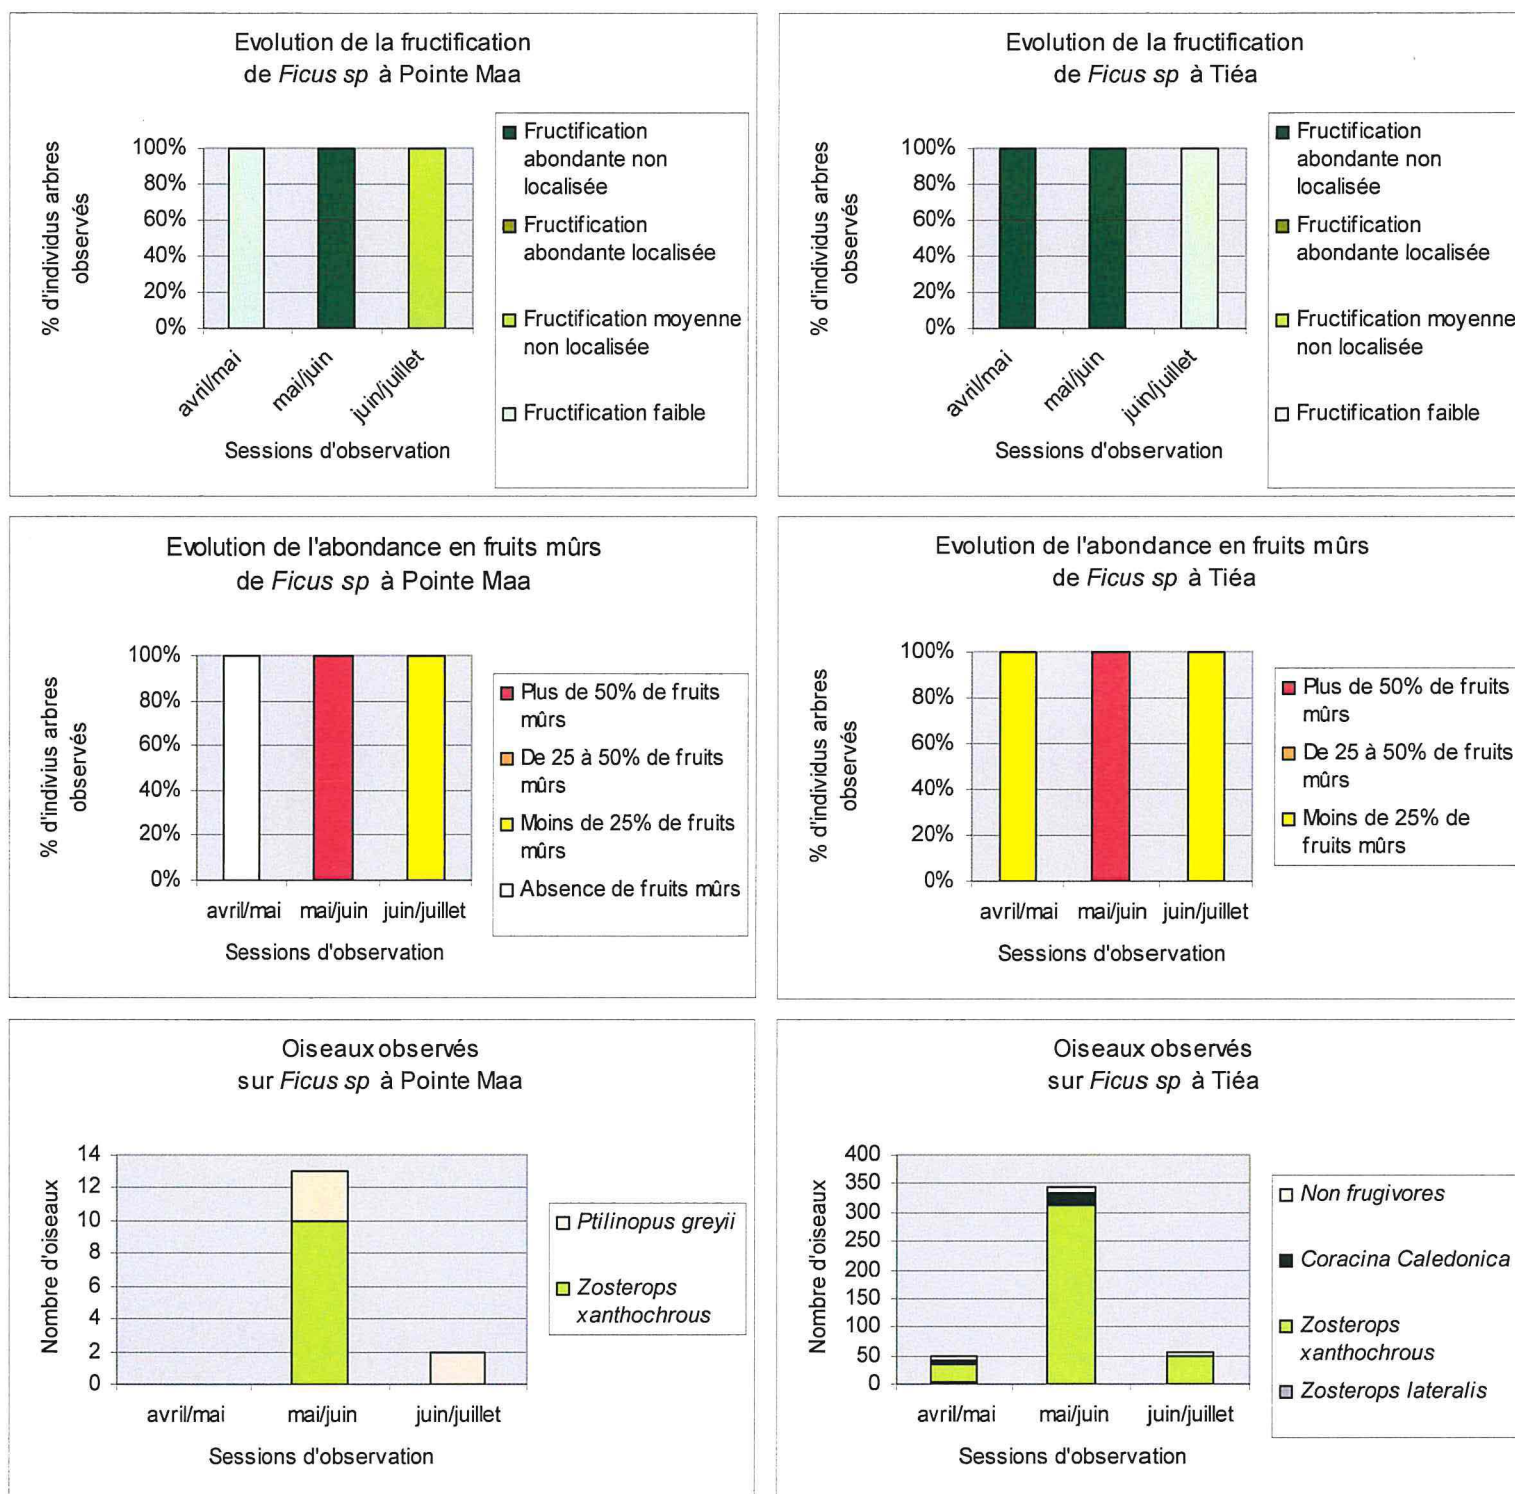 Evolution de la fructification
de Ficus sp à Pointe Maa
% d'individus arbres
observés
100%
80%
60%
40%
20%
0%
avril/mai
mai/juin
juin/juillet
Sessions d'observation
Fructification
abondante non
localisée
Fructification
abondante localisée
Fructification moyenne
non localisée
Fructification faible
Evolution de la fructification
de Ficus sp à Tiéa
% d'individus arbres
observés
100%
80%
60%
40%
20%
0%
avril/mai
mai/juin
juin/juillet
Sessions d'observation
Fructification
abondante non
localisée
Fructification
abondante localisée
Fructification moyenne
non localisée
Fructification faible
Evolution de l'abondance en fruits mûrs
de Ficus sp à Pointe Maa
% d'indivius arbres
observés
100%
80%
60%
40%
20%
0%
avril/mai mai/juin juin/juillet
Sessions d'observation
Plus de 50% de fruits
mûrs
De 25 à 50% de fruits
mûrs
Moins de 25% de fruits
mûrs
Absence de fruits mûrs
Evolution de l'abondance en fruits mûrs
de Ficus sp à Tiéa
% d'individus arbres
observés
100%
80%
60%
40%
20%
0%
avril/mai mai/juin juin/juillet
Sessions d'observation
Plus de 50% de fruits
mûrs
De 25 à 50% de fruits
mûrs
Moins de 25% de
fruits mûrs
Oiseaux observés
sur Ficus sp à Pointe Maa
Nombre d'oiseaux
14
12
10
8
6
4
2
0
avril/mai mai/juin juin/juillet
Sessions d'observation
Ptilinopus greyii
Zosterops
xanthochrous
Oiseaux observés
sur Ficus sp à Tiéa
Nombre d'oiseaux
400
350
300
250
200
150
100
50
0
avril/mai mai/juin juin/juillet
Sessions d'observation
Non frugivores
Coracina Caledonica
Zosterops
xanthochrous
Zosterops lateralis